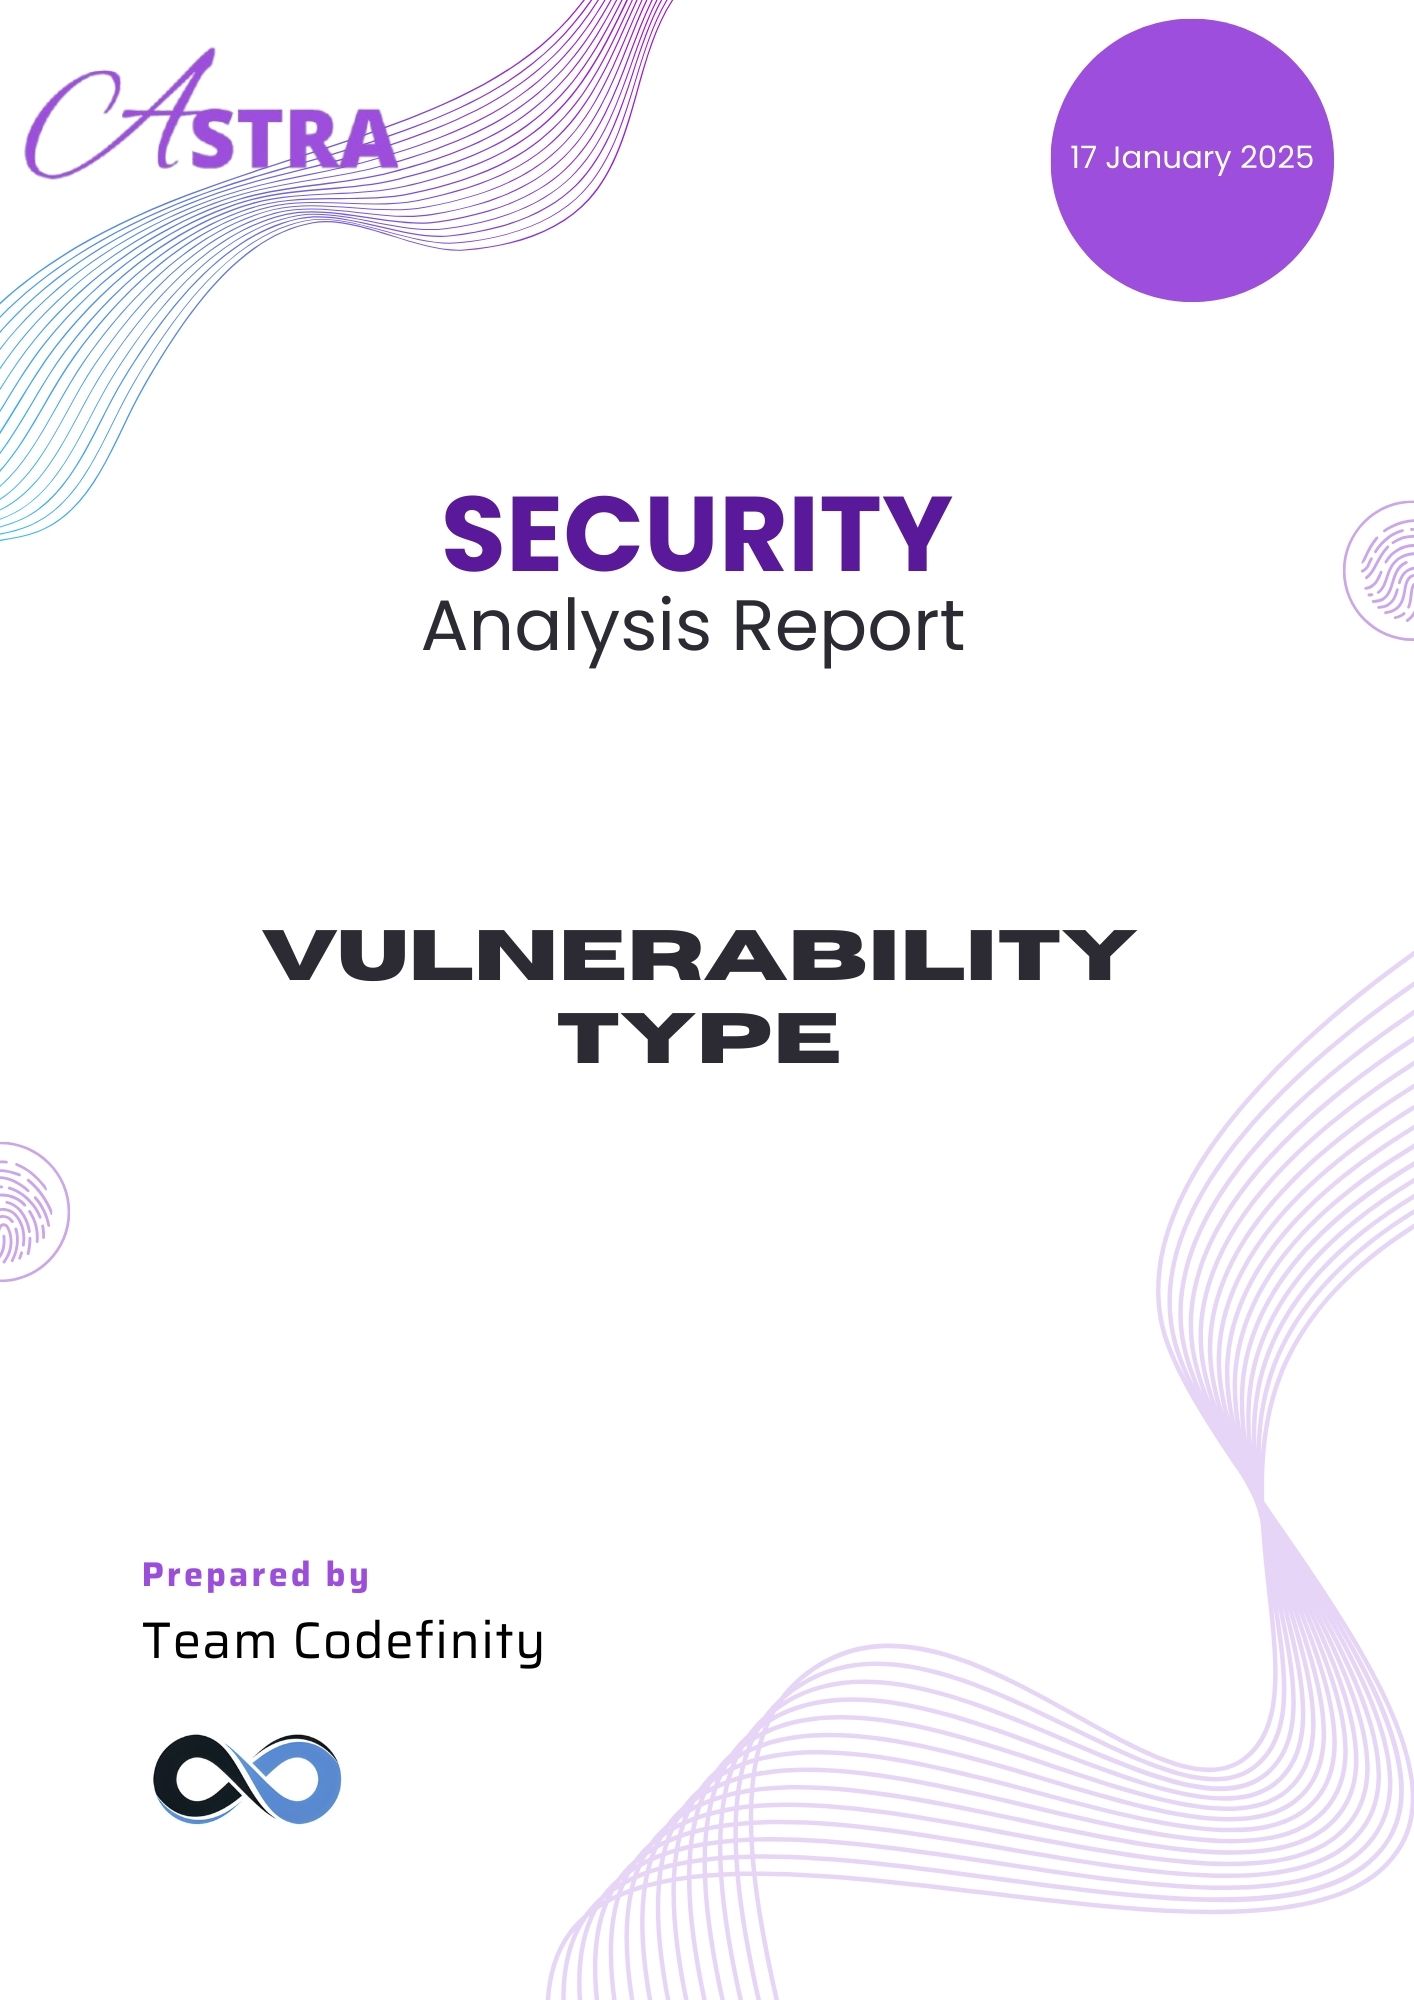 ASTRA
17 January 2025
SECURITY
Analysis Report
VULNERABILITY
TYPE
Prepared by
Team Codefinity